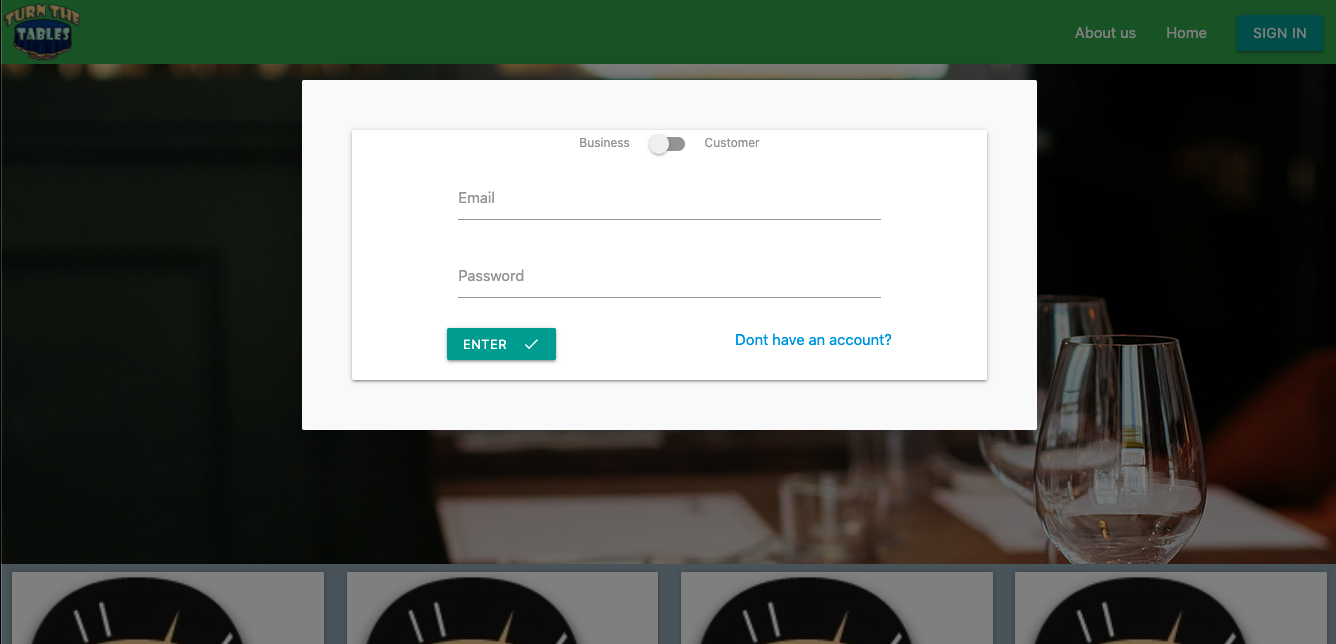 TURN THE
TABLES
About us
Home
SIGN IN
Business
Customer
Email
Password
ENTER
Dont have an account?